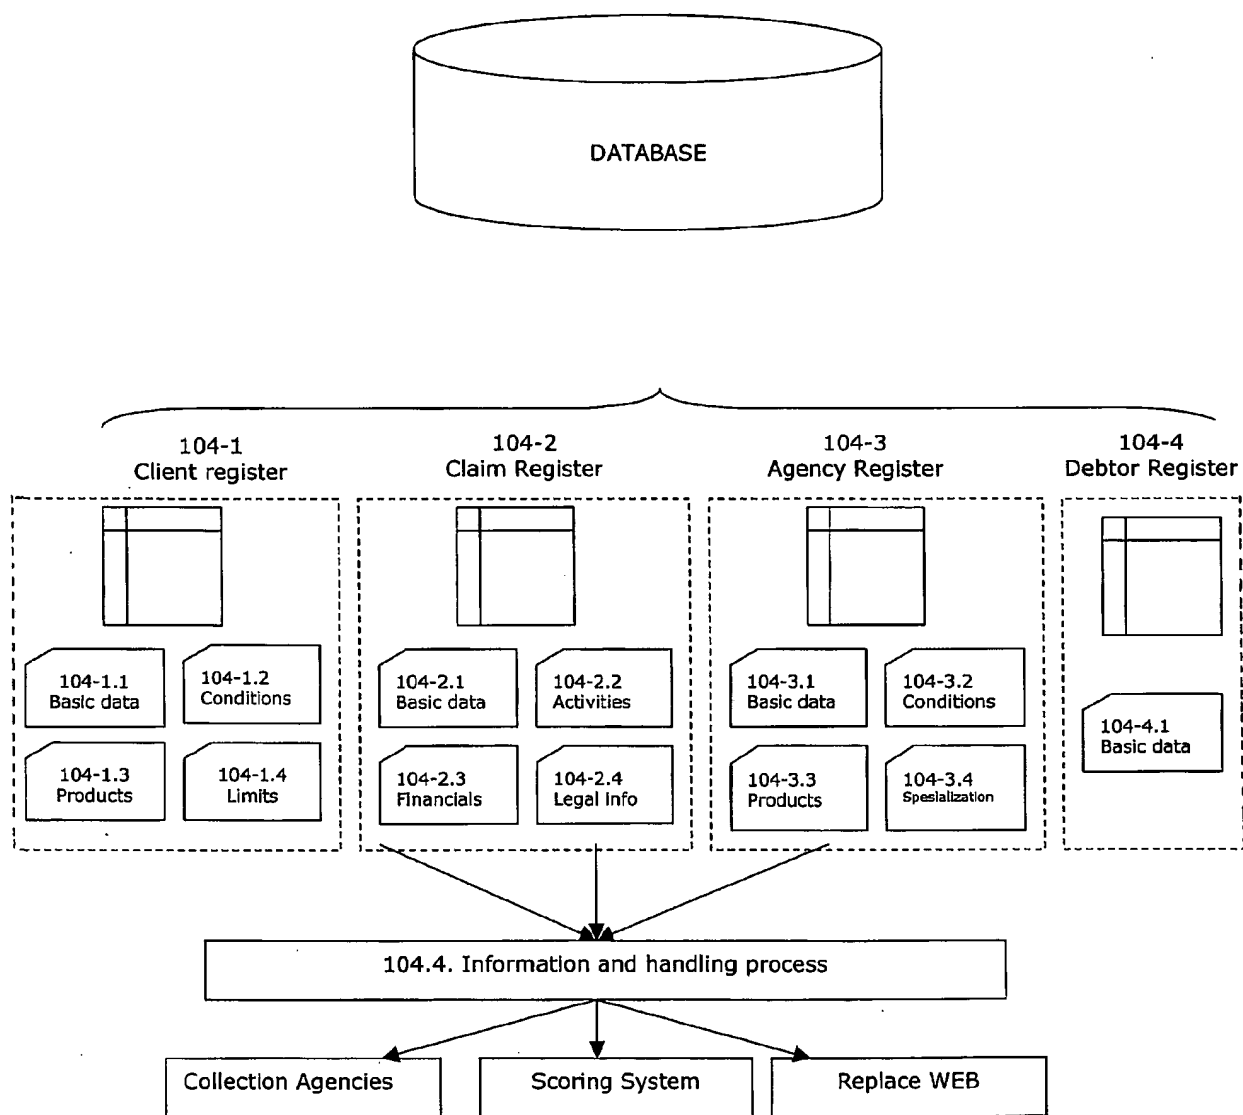 DATABASE
104-1
Client register
104-2
Claim Register
104-3
Agency Register
104-4
Debtor Register
104-1.1
Basic data
104-1.2
Conditions
104-1.3
Products
104-1.4
Limits
104-2.1
Basic data
104-2.2
Activities
104-2.3
Financials
104-2.4
Legal info
104-3.1
Basic data
104-3.2
Conditions
104-3.3
Products
104-3.4
Spesialization
104-4.1
Basic data
104.4. Information and handling process
Collection Agencies
Scoring System
Replace WEB